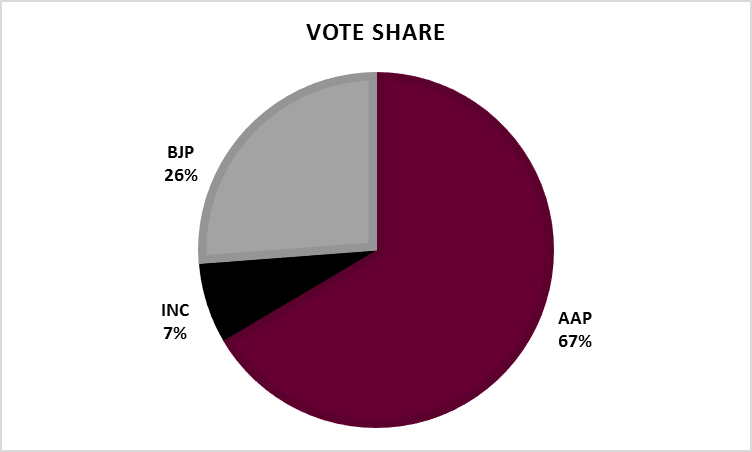 VOTE SHARE
BJP
26%
INC
7%
AAP
67%